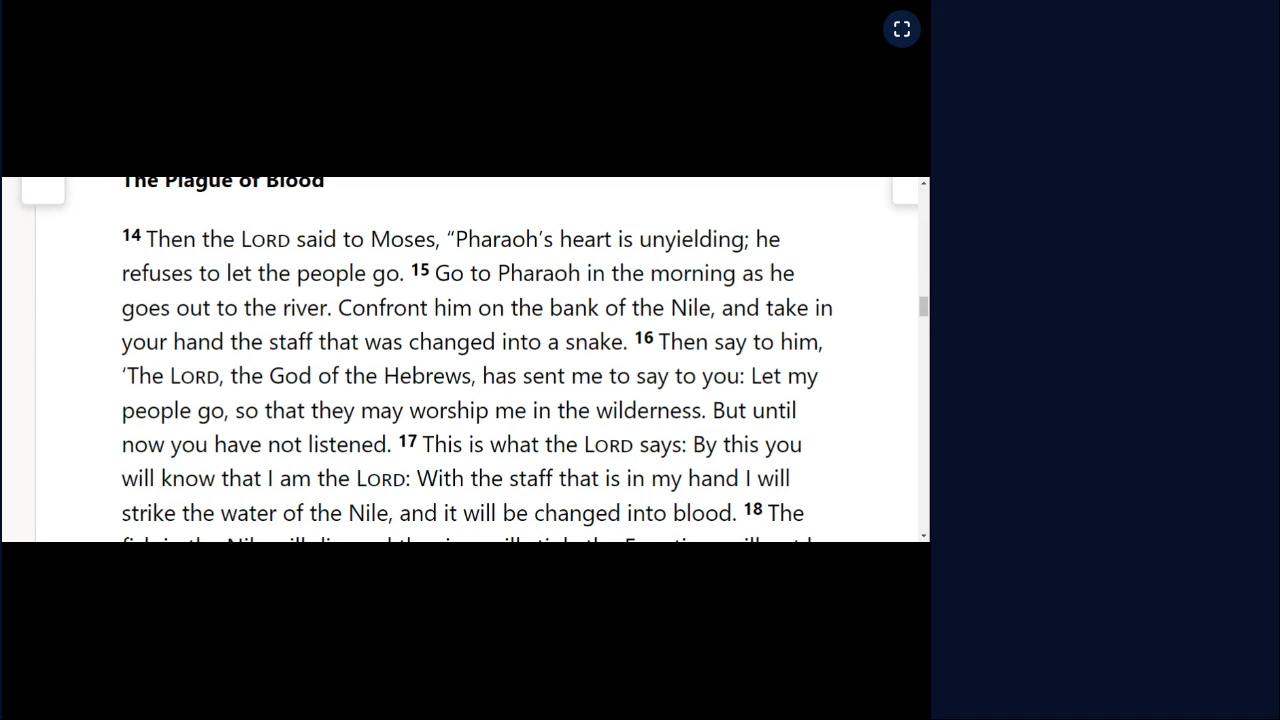 The Plague of Blood
14 Then the LORD said to Moses, “Pharaoh’s heart is unyielding; he
refuses to let the people go. 15 Go to Pharaoh in the morning as he
goes out to the river. Confront him on the bank of the Nile, and take in
your hand the staff that was changed into a snake. 16 Then say to him,
‘The LORD, the God of the Hebrews, has sent me to say to you: Let my
people go, so that they may worship me in the wilderness. But until
now you have not listened. 17 This is what the LORD says: By this you
will know that I am the LORD: With the staff that is in my hand I will
strike the water of the Nile, and it will be changed into blood. 18 The